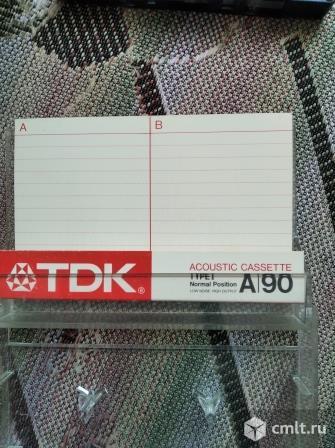 A B
TDK®
ACOUSTIC CASSETTE
TYPE I
Normal Position
LOW NOISE HIGH OUTPUT
A|90
cmlt.ru